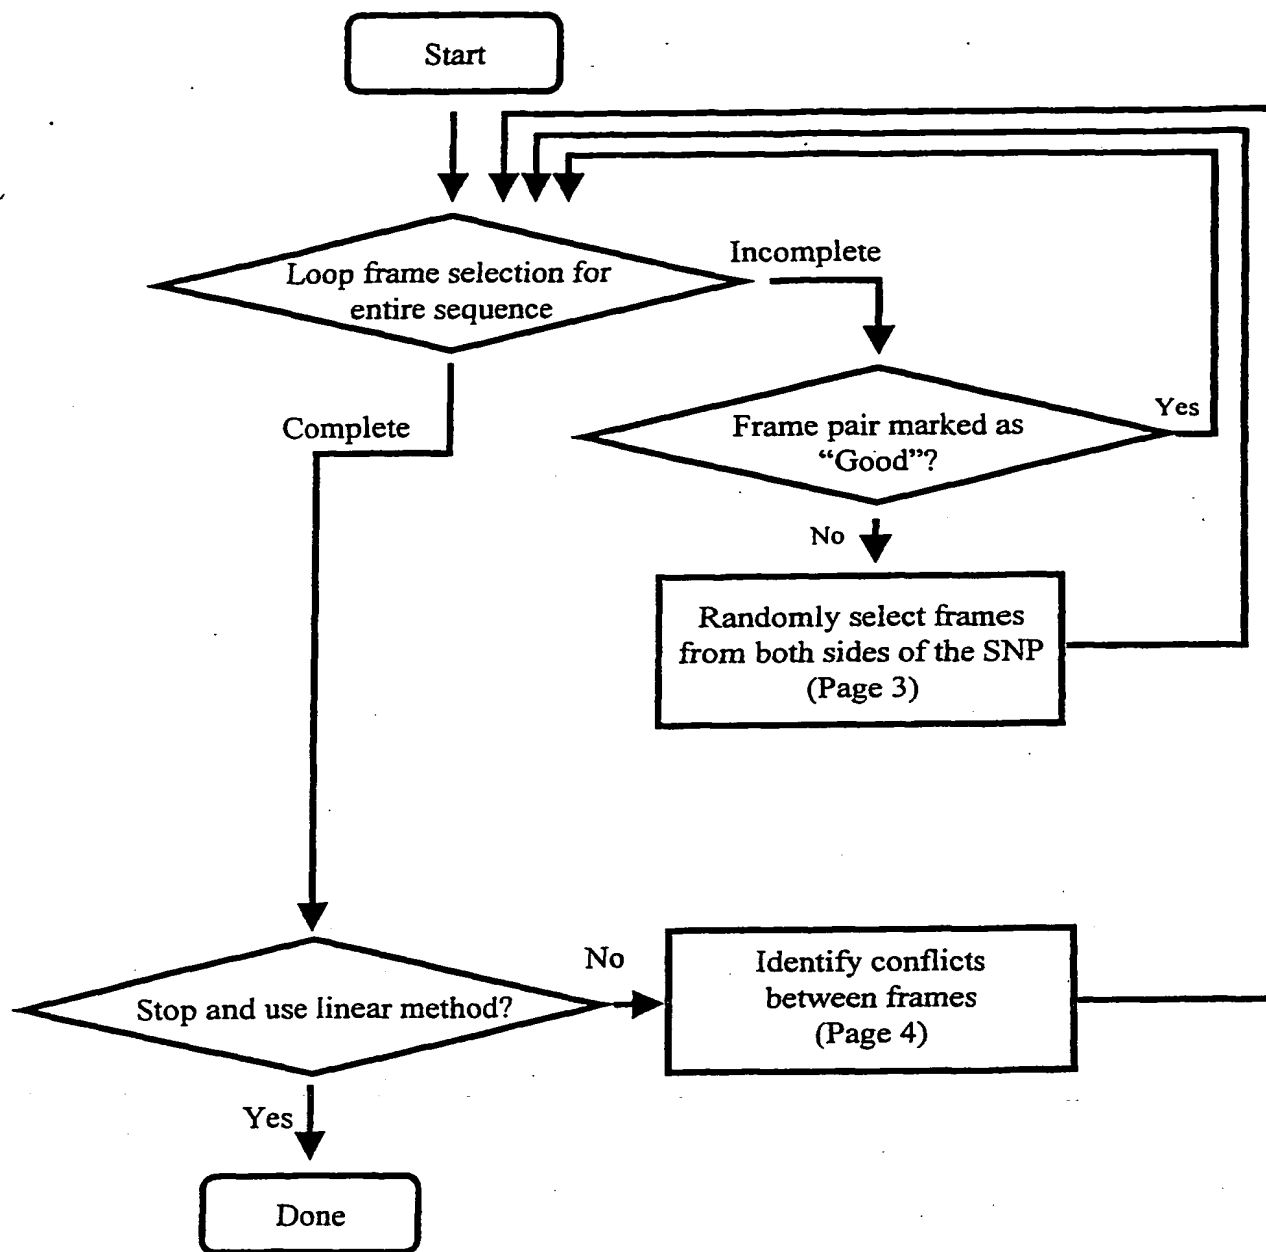 Start
Loop frame selection for
entire sequence
Incomplete
Complete
Frame pair marked as
“Good”?
Yes
No
Randomly select frames
from both sides of the SNP
(Page 3)
Stop and use linear method?
No
Identify conflicts
between frames
(Page 4)
Yes
Done